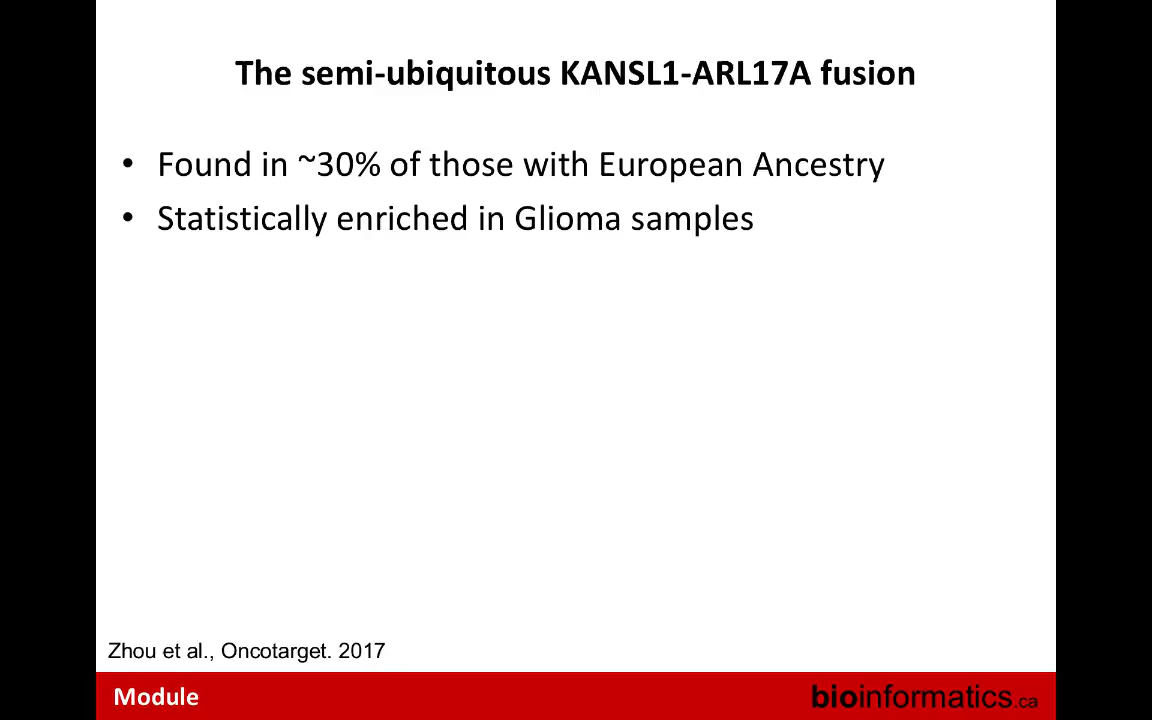 The semi-ubiquitous KANSL1-ARL17A fusion
• Found in ~30% of those with European Ancestry
• Statistically enriched in Glioma samples
Zhou et al., Oncotarget. 2017
Module
bioinformatics.ca